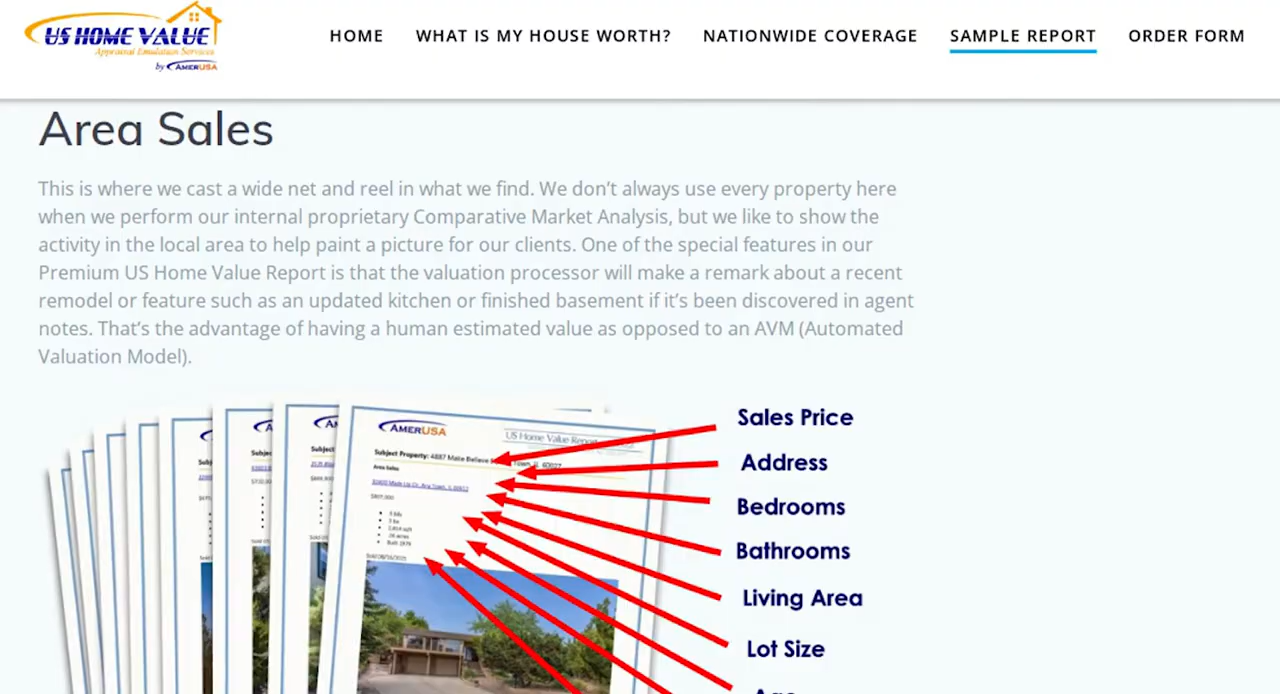 US HOME VALUE
Appraisal Emulation Services
by AMERUSA
HOME
WHAT IS MY HOUSE WORTH?
NATIONWIDE COVERAGE
SAMPLE REPORT
ORDER FORM
Area Sales
This is where we cast a wide net and reel in what we find. We don’t always use every property here
when we perform our internal proprietary Comparative Market Analysis, but we like to show the
activity in the local area to help paint a picture for our clients. One of the special features in our
Premium US Home Value Report is that the valuation processor will make a remark about a recent
remodel or feature such as an updated kitchen or finished basement if it’s been discovered in agent
notes. That’s the advantage of having a human estimated value as opposed to an AVM (Automated
Valuation Model).
AMERUSA
US Home Value Report
Subject Property: 4887 Make Believe
Area Sales
Sales Price
Address
Bedrooms
Bathrooms
Living Area
Lot Size